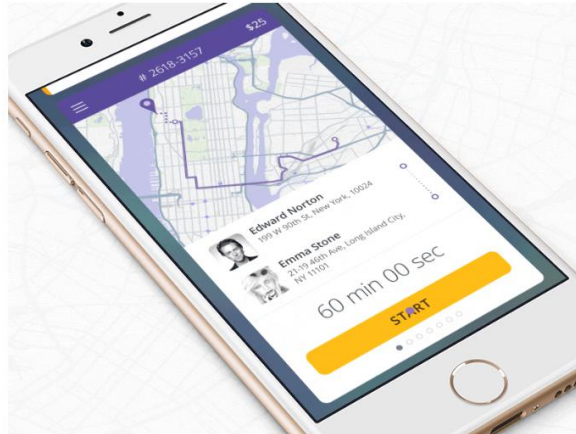 # 2618-3157
$25
Edward Norton
199 W 90th St, New York, 10024
Emma Stone
21-19 46th Ave, Long Island City,
NY 11101
60 min 00 sec
START